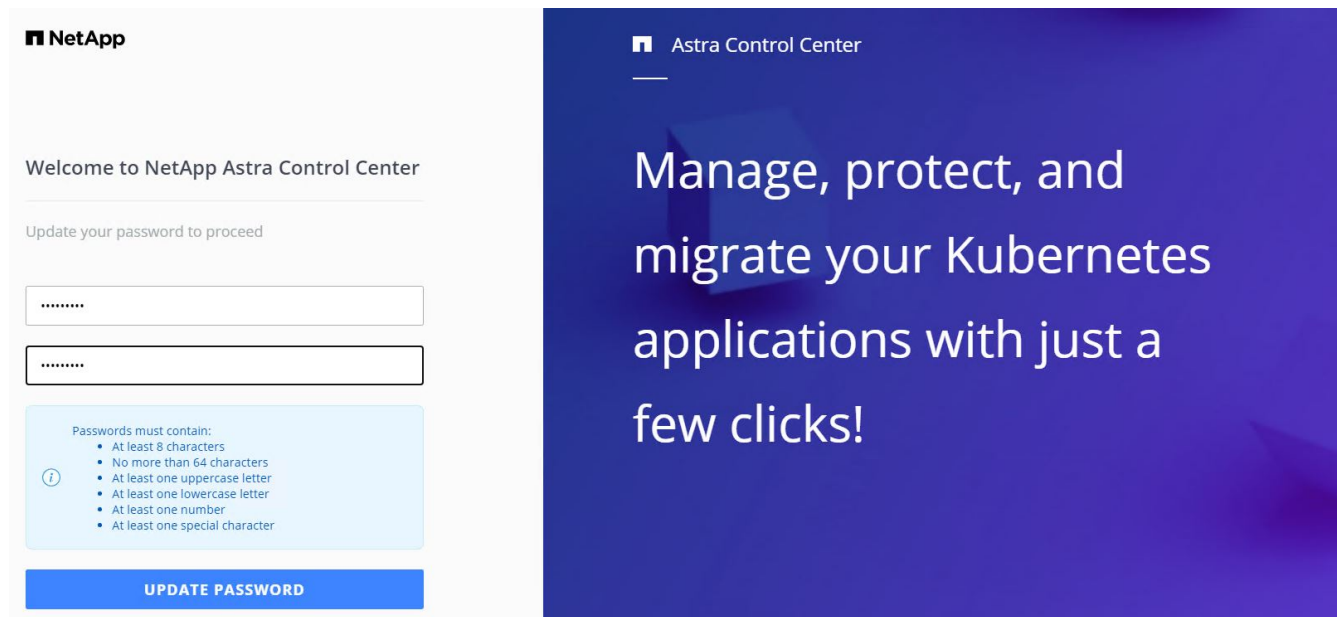 NetApp
Welcome to NetApp Astra Control Center
Update your password to proceed
•••••••••
•••••••••
Passwords must contain:
• At least 8 characters
• No more than 64 characters
• At least one uppercase letter
• At least one lowercase letter
• At least one number
• At least one special character
UPDATE PASSWORD
Astra Control Center
Manage, protect, and
migrate your Kubernetes
applications with just a
few clicks!